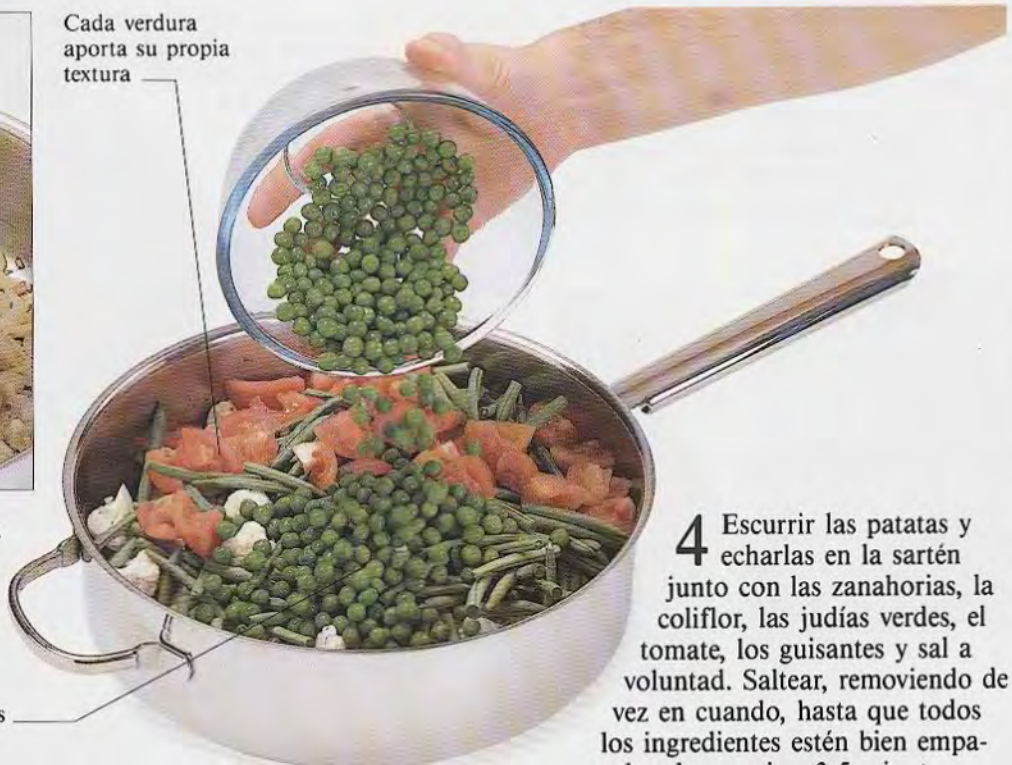 Cada verdura
aporta su propia
textura
4 Escurrir las patatas y
echarlas en la sartén
junto con las zanahorias, la
coliflor, las judías verdes, el
tomate, los guisantes y sal a
voluntad. Saltear, removiendo de
vez en cuando, hasta que todos
los ingredientes estén bien empa-